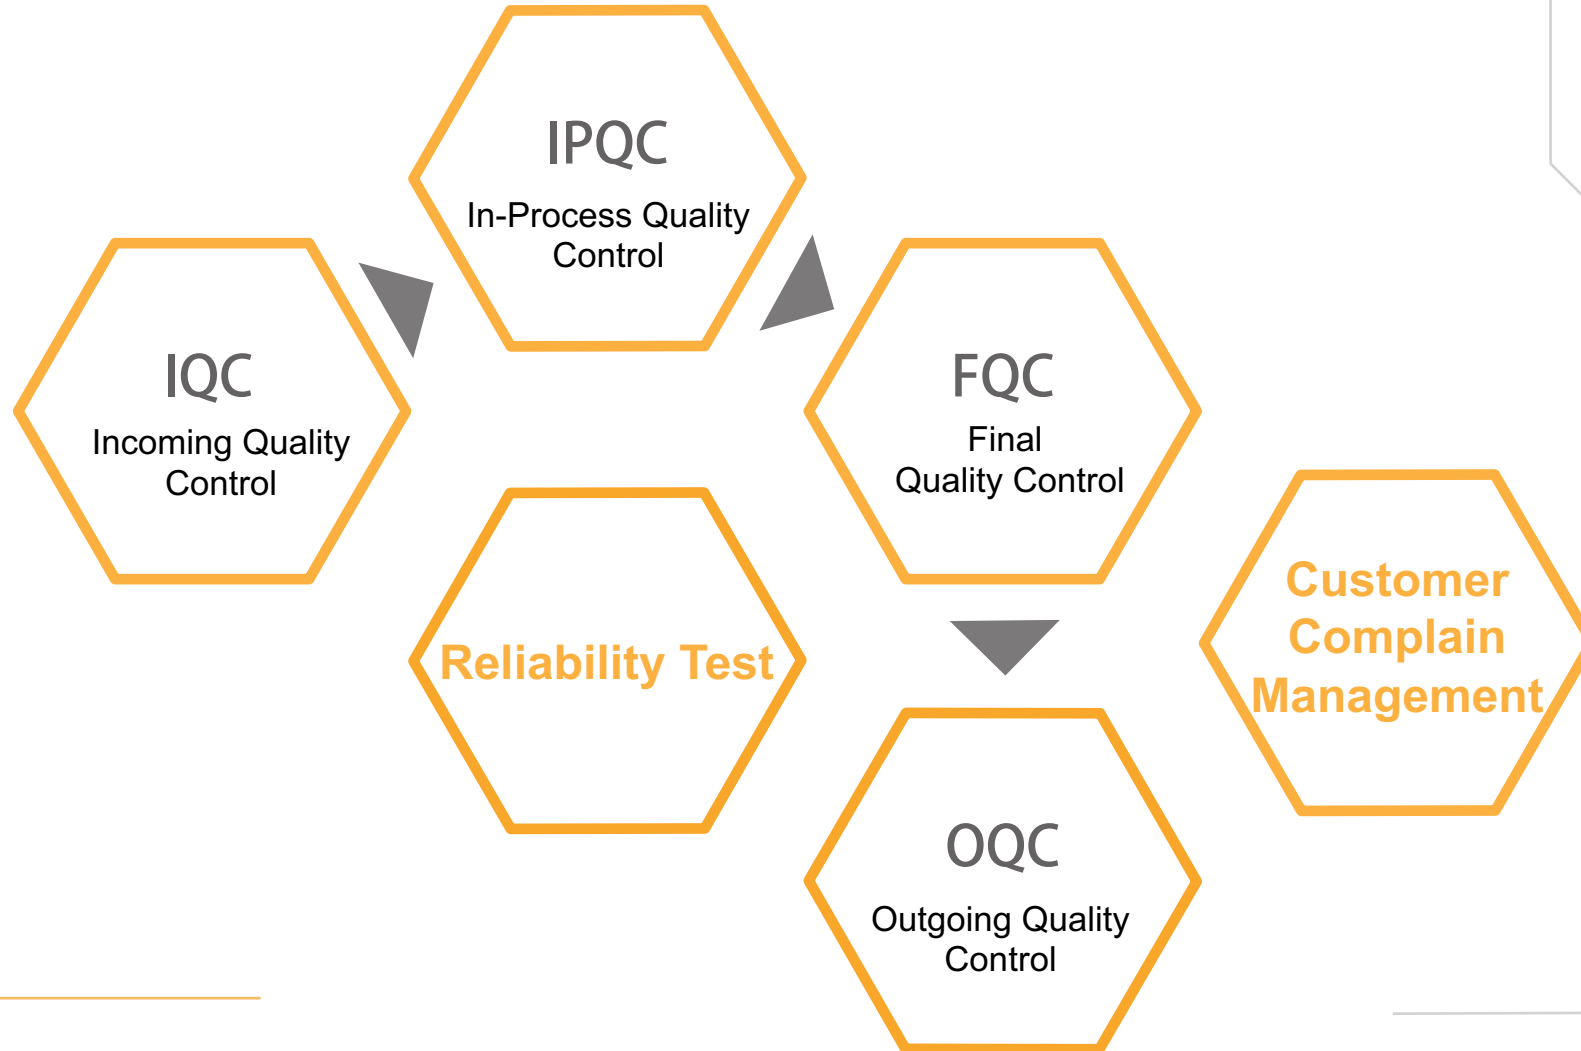 IPQC
In-Process Quality
Control
IQC
Incoming Quality
Control
FQC
Final
Quality Control
Reliability Test
Customer
Complain
Management
OQC
Outgoing Quality
Control